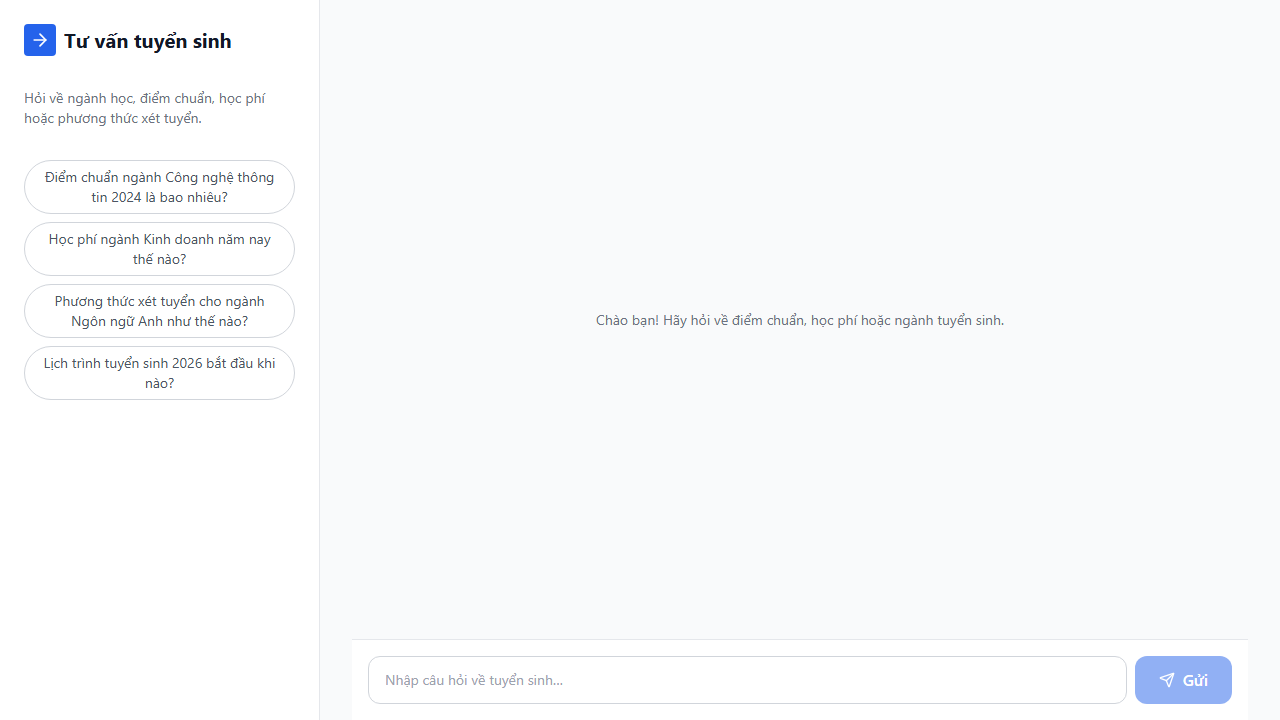 Tư vấn tuyển sinh
Hỏi về ngành học, điểm chuẩn, học phí
hoặc phương thức xét tuyển.
Điểm chuẩn ngành Công nghệ thông
tin 2024 là bao nhiêu?
Học phí ngành Kinh doanh năm nay
thế nào?
Phương thức xét tuyển cho ngành
Ngôn ngữ Anh như thế nào?
Lịch trình tuyển sinh 2026 bắt đầu khi
nào?
Chào bạn! Hãy hỏi về điểm chuẩn, học phí hoặc ngành tuyển sinh.
Nhập câu hỏi về tuyển sinh...
Gửi